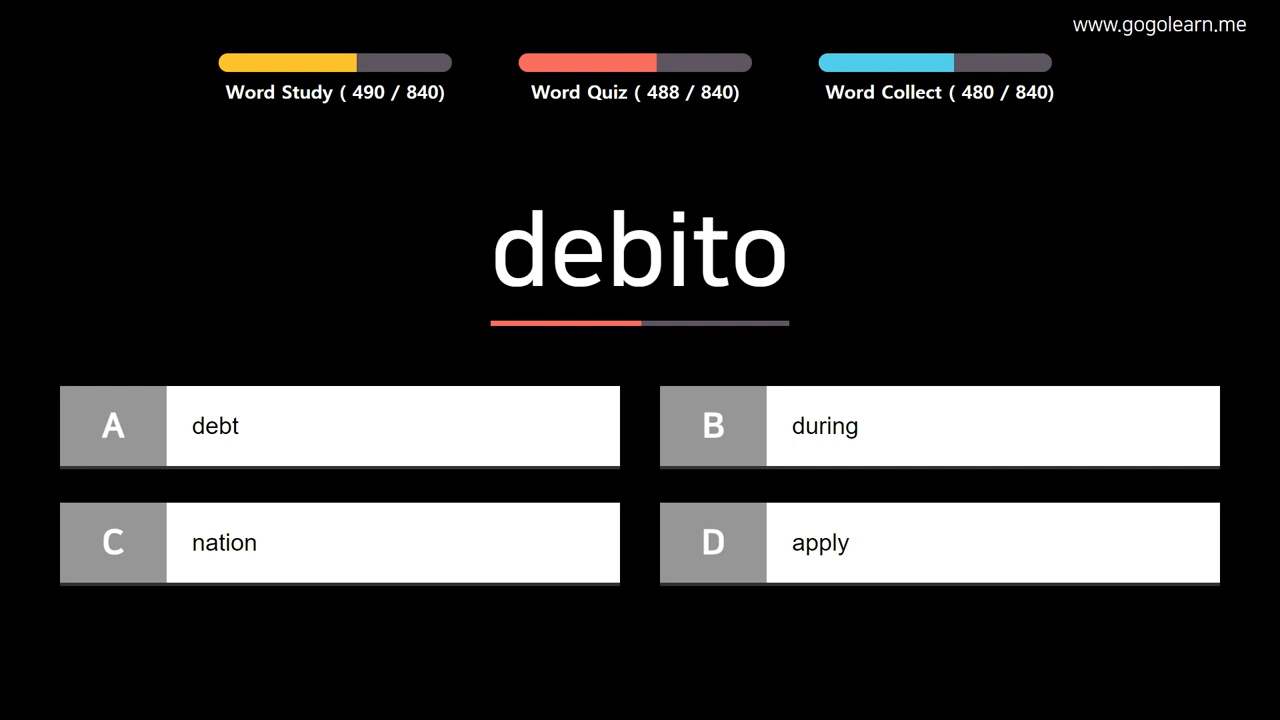 www.gogolearn.me
Word Study ( 490 / 840)
Word Quiz ( 488 / 840)
Word Collect ( 480 / 840)
debito
A debt
B during
C nation
D apply